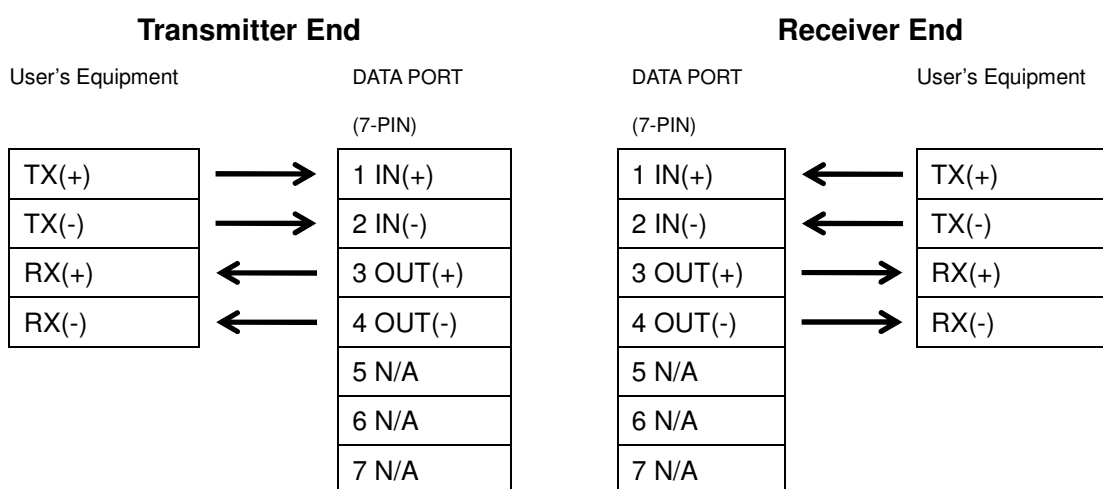 Transmitter End Receiver End
User's Equipment DATA PORT DATA PORT User's Equipment
(7-PIN) (7-PIN)
TX(+) 1 IN(+) 1 IN(+) TX(+)
TX(-) 2 IN(-) 2 IN(-) TX(-)
RX(+) 3 OUT(+) 3 OUT(+) RX(+)
RX(-) 4 OUT(-) 4 OUT(-) RX(-)
5 N/A 5 N/A
6 N/A 6 N/A
7 N/A 7 N/A